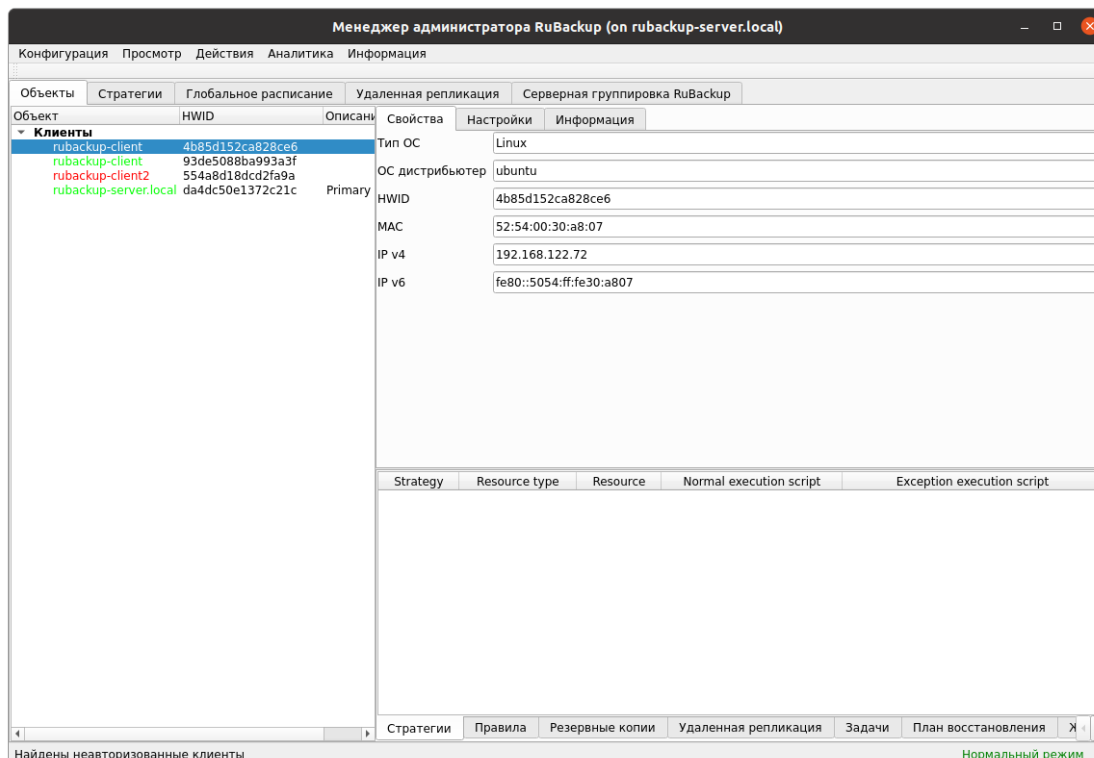 Менеджер администратора RuBackup (on rubackup-server.local)
Конфигурация Просмотр Действия Аналитика Информация
Объекты Стратегии Глобальное расписание Удаленная репликация Серверная группировка RuBackup
Объект HWID Описани
Клиенты
rubackup-client 4b85d152ca828ce6
rubackup-client 93de5088ba993a3f
rubackup-client2 554a8d18dcd2fa9a
rubackup-server.local da4dc50e1372c21c Primary
Свойства Настройки Информация
Тип ОС Linux
ОС дистрибьютер ubuntu
HWID 4b85d152ca828ce6
MAC 52:54:00:30:a8:07
IP v4 192.168.122.72
IP v6 fe80::5054:ff:fe30:a807
Strategy Resource type Resource Normal execution script Exception execution script
Стратегии Правила Резервные копии Удаленная репликация Задачи План восстановления
Найдены неавторизованные клиенты Нормальный режим